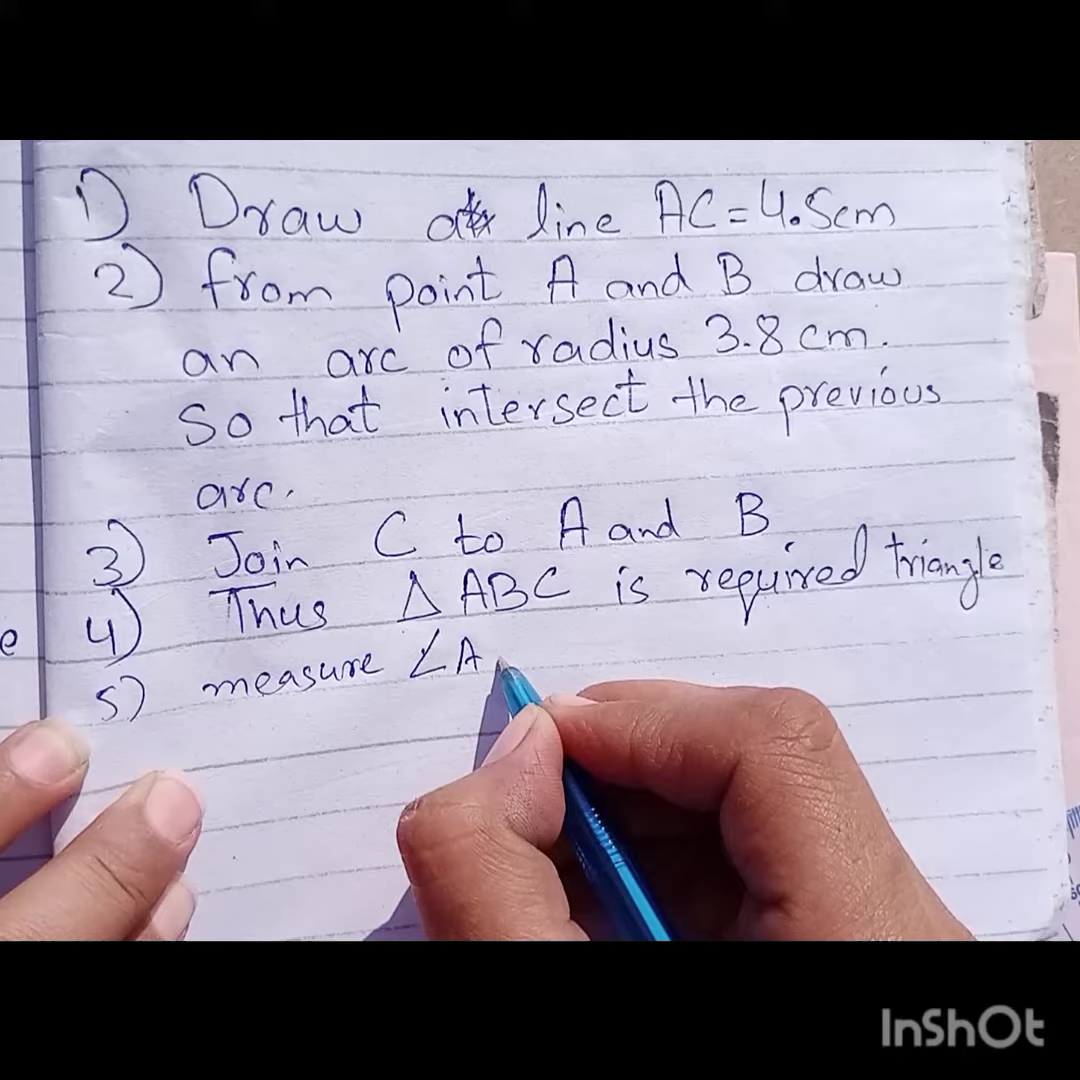 1) Draw a line AC=4.5cm
2) from point A and B draw
an arc of radius 3.8 cm.
So that intersect the previous
arc.
3) Join C to A and B
4) Thus △ ABC is required triangle
5) measure ∠A
e
InShOt